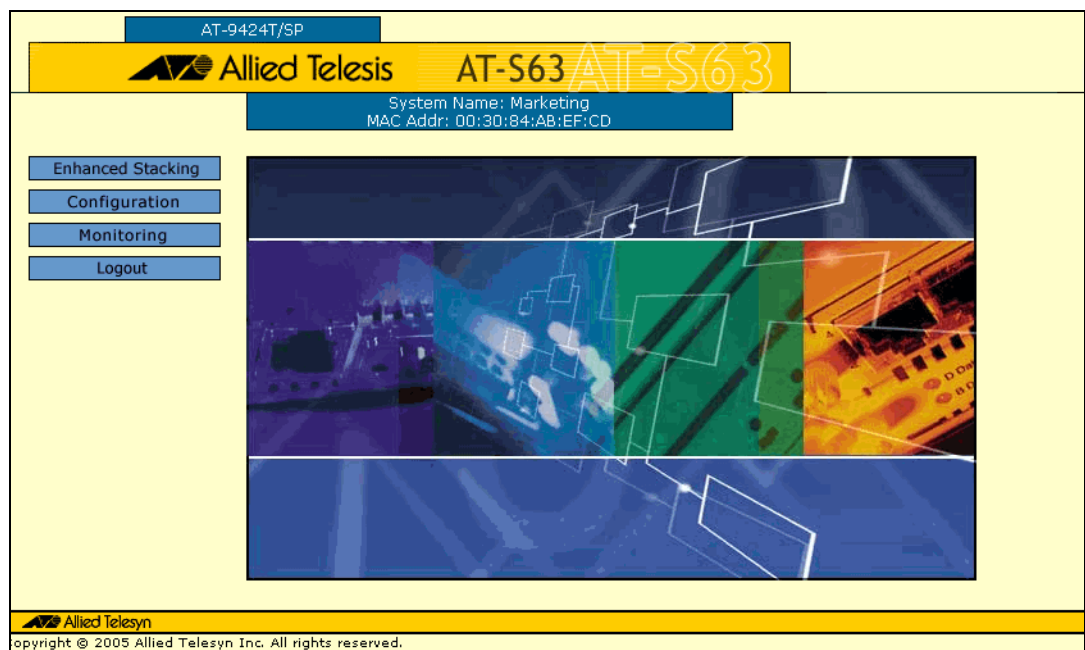 AT-9424T/SP
Allied Telesis AT-S63 AT-S63
System Name: Marketing
MAC Addr: 00:30:84:AB:EF:CD
Enhanced Stacking
Configuration
Monitoring
Logout
D Dat
B D
Allied Telesyn
opyright © 2005 Allied Telesyn Inc. All rights reserved.